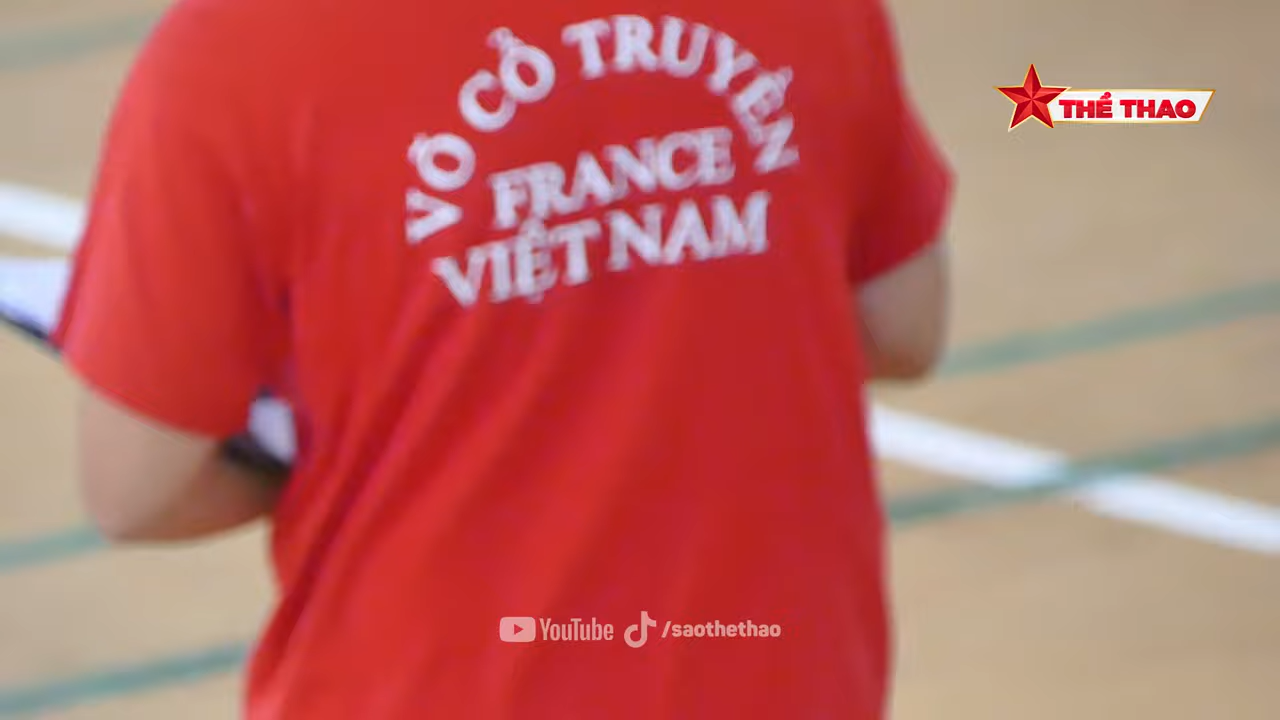 VÕ CỔ TRUYỀN
FRANCE
VIỆT NAM
THỂ THAO
YouTube /saothethao